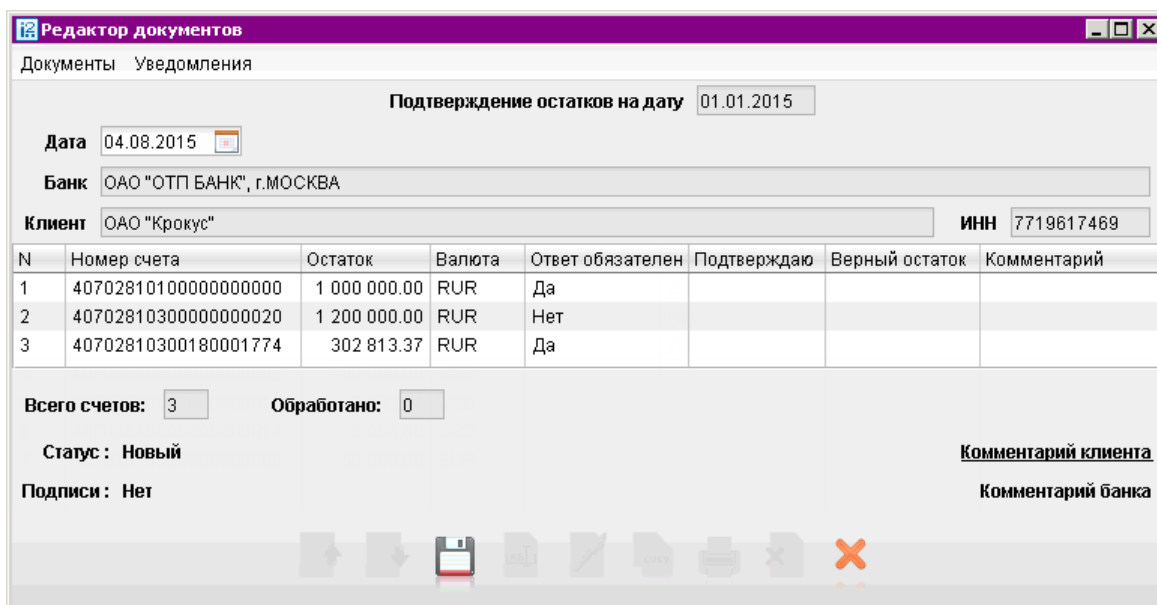 Редактор документов
Документы Уведомления
Подтверждение остатков на дату 01.01.2015
Дата 04.08.2015
Банк ОАО "ОТП БАНК", г.МОСКВА
Клиент ОАО "Крокус" ИНН 7719617469
N Номер счета Остаток Валюта Ответ обязателен Подтверждаю Верный остаток Комментарий
1 40702810100000000000 1 000 000.00 RUR Да
2 40702810300000000020 1 200 000.00 RUR Нет
3 40702810300180001774 302 813.37 RUR Да
Всего счетов: 3 Обработано: 0
Статус : Новый Комментарий клиента
Подписи : Нет Комментарий банка